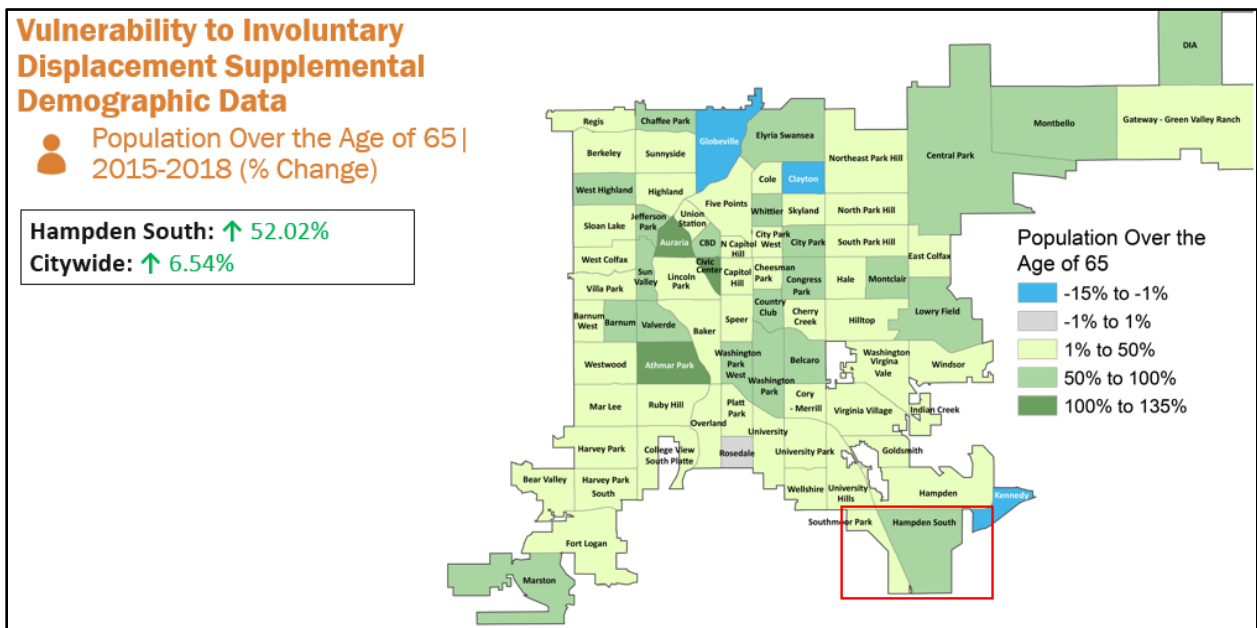 Vulnerability to Involuntary
Displacement Supplemental
Demographic Data
Population Over the Age of 65|
2015-2018 (% Change)
Hampden South: ↑ 52.02%
Citywide: ↑ 6.54%
DIA
Regis
Chaffee Park
Globeville
Elyria Swansea
Montbello
Gateway - Green Valley Ranch
Berkeley
Sunnyside
Northeast Park Hill
Central Park
Cole
Clayton
West Highland
Highland
Five Points
Whittier
Skyland
North Park Hill
Sloan Lake
Jefferson
Park
Union
Station
Auraria
CBD
N Capitol
Hill
City Park
West
City Park
South Park Hill
East Colfax
West Colfax
Sun
Valley
Lincoln
Park
Civic
Center
Capitol
Hill
Cheesman
Park
Congress
Park
Hale
Montclair
Villa Park
Country
Club
Cherry
Creek
Hilltop
Lowry Field
Barnum
West
Barnum
Valverde
Baker
Speer
Westwood
Athmar Park
Washington
Park
West
Washington
Park
Belcaro
Washington
Virginia
Vale
Windsor
Mar Lee
Ruby Hill
Overland
Platt
Park
Cory
- Merrill
Virginia Village
Indian Creek
University
Harvey Park
College View
South Platte
Rosedale
University Park
Goldsmith
Bear Valley
Harvey Park
South
Wellshire
University
Hills
Hampden
Kennedy
Southmoor Park
Hampden South
Fort Logan
Marston
Population Over the
Age of 65
-15% to -1%
-1% to 1%
1% to 50%
50% to 100%
100% to 135%